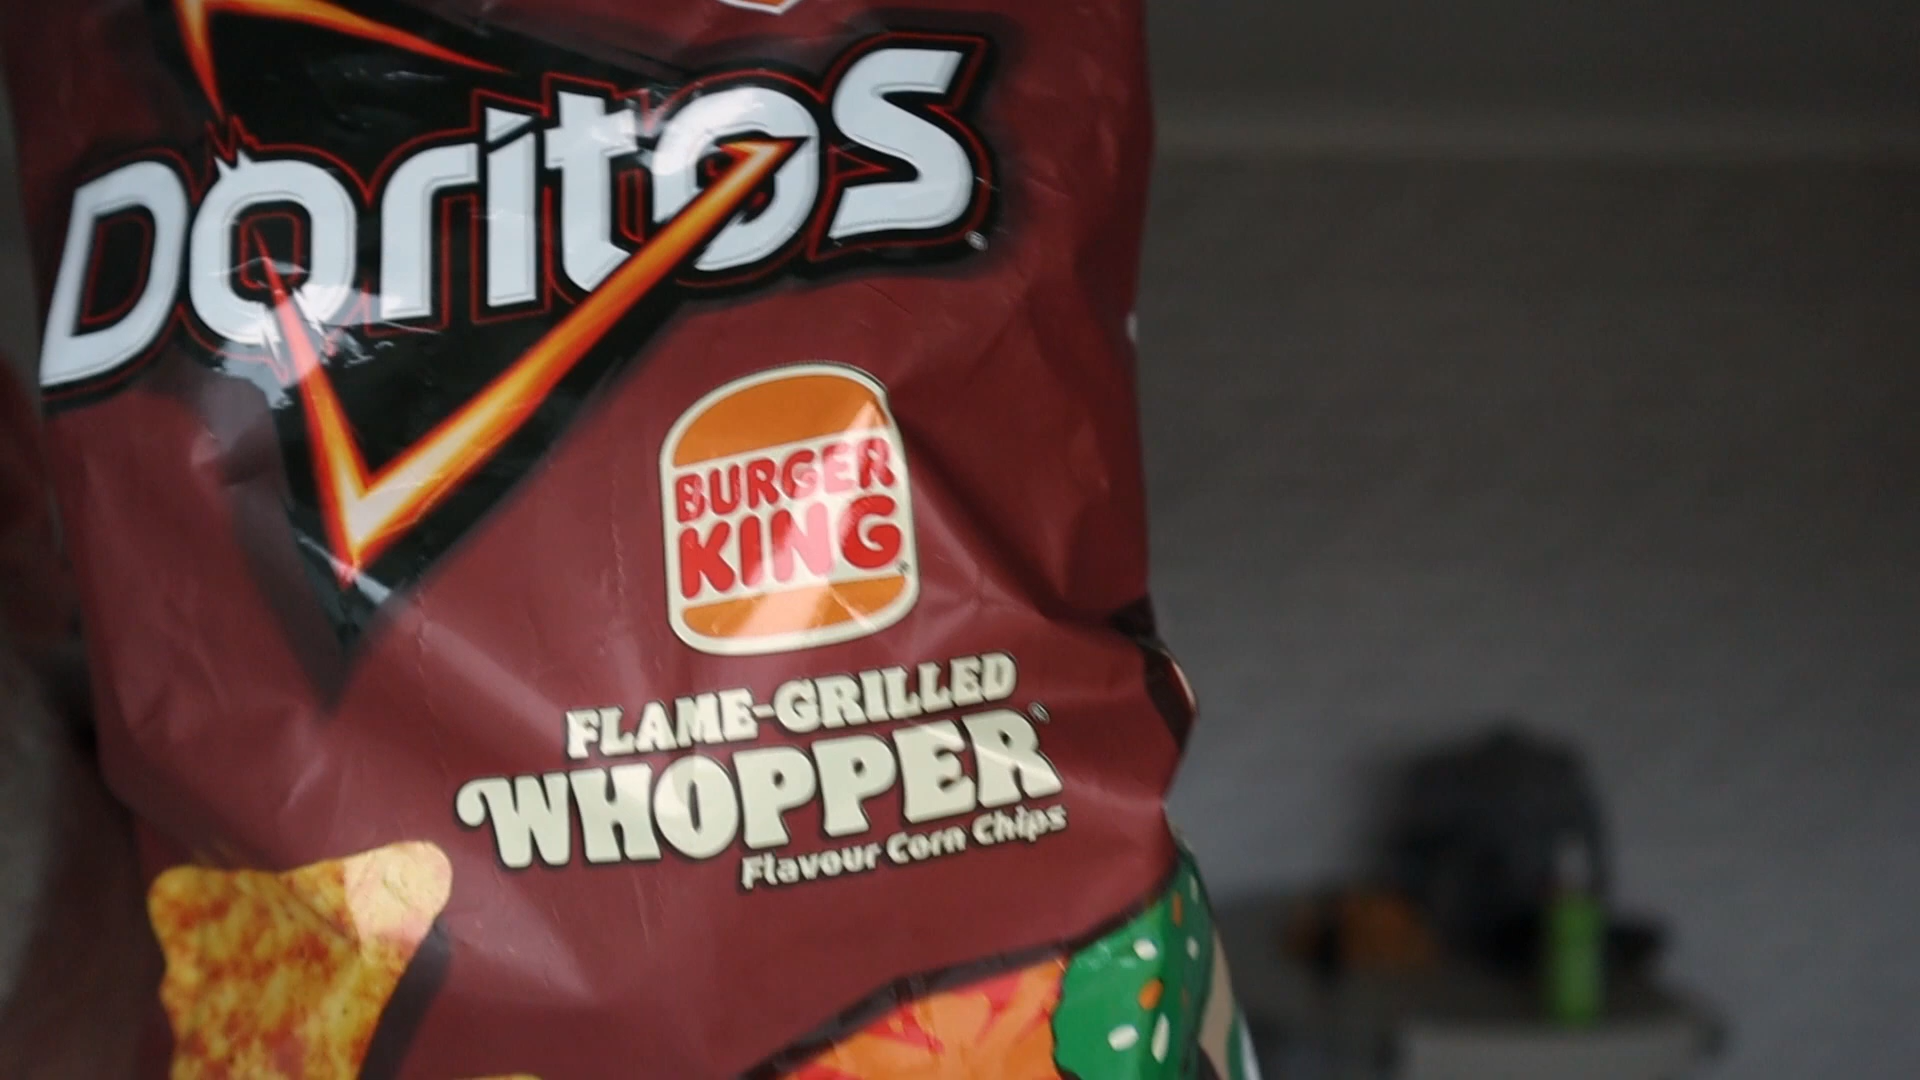 Doritos
BURGER
KING
FLAME-GRILLED
WHOPPER
Flavour Corn Chips